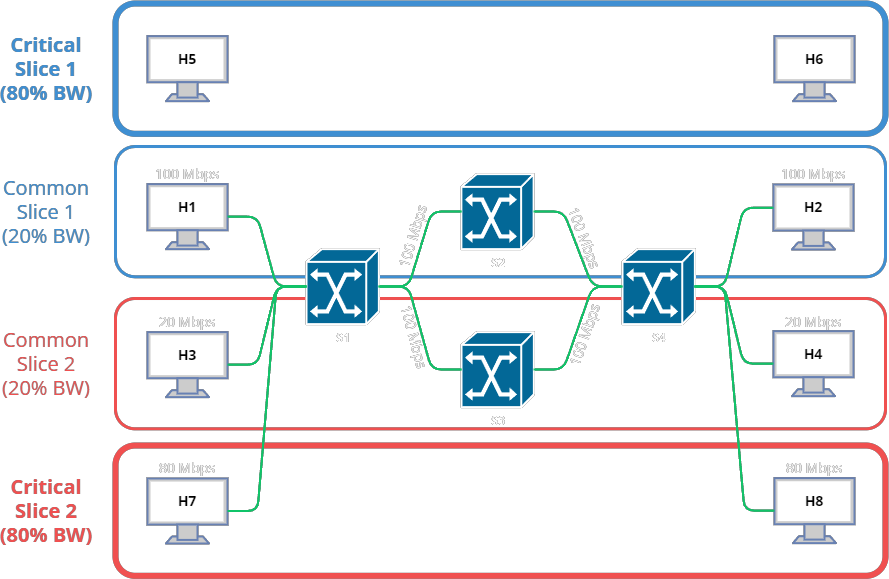 Critical
Slice 1
(80% BW)
H5
H6
Common
Slice 1
(20% BW)
100 Mbps
H1
100 Mbps
H2
100 Mbps
100 Mbps
S2
S1
S4
Common
Slice 2
(20% BW)
20 Mbps
H3
20 Mbps
H4
100 Mbps
100 Mbps
S3
Critical
Slice 2
(80% BW)
80 Mbps
H7
80 Mbps
H8